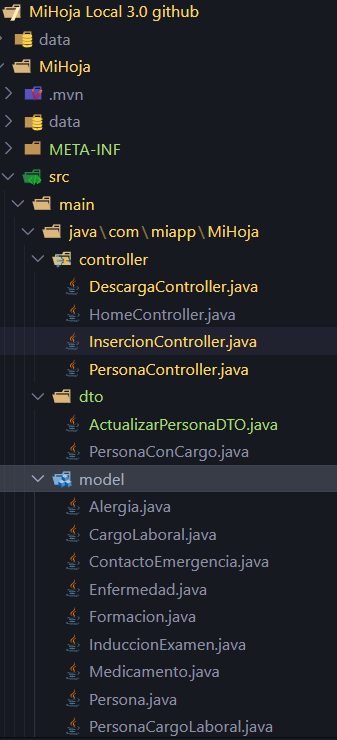 MiHoja Local 3.0 github
data
MiHoja
.mvn
data
META-INF
src
main
java\com\miapp\MiHoja
controller
DescargaController.java
HomeController.java
InsercionController.java
PersonaController.java
dto
ActualizarPersonaDTO.java
PersonaConCargo.java
model
Alergia.java
CargoLaboral.java
ContactoEmergencia.java
Enfermedad.java
Formacion.java
InduccionExamen.java
Medicamento.java
Persona.java
PersonaCargoLaboral.java